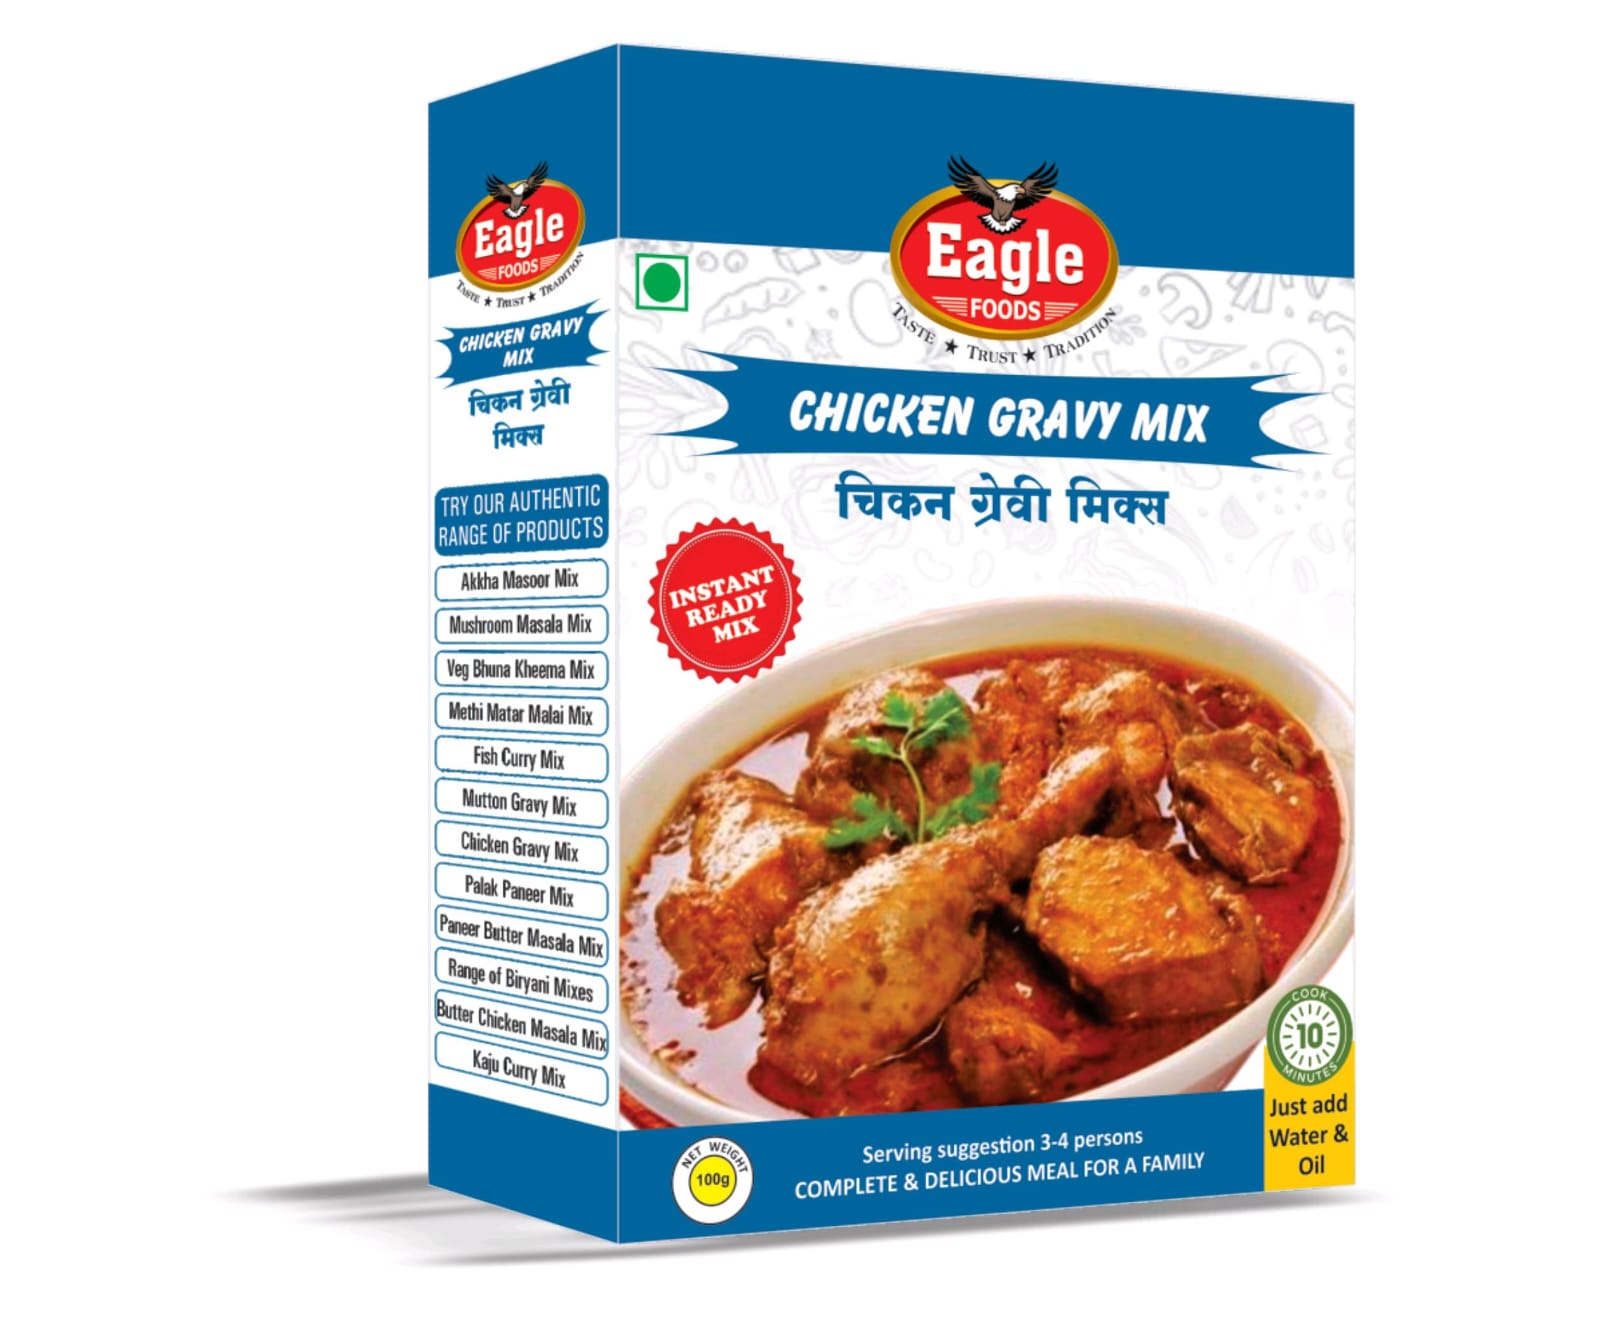 Eagle
FOODS
TASTE ★ TRUST ★ TRADITION
CHICKEN GRAVY
MIX
चिकन ग्रेवी
मिक्स
TRY OUR AUTHENTIC
RANGE OF PRODUCTS
Akkha Masoor Mix
Mushroom Masala Mix
Veg Bhuna Kheema Mix
Methi Matar Malai Mix
Fish Curry Mix
Mutton Gravy Mix
Chicken Gravy Mix
Palak Paneer Mix
Paneer Butter Masala Mix
Range of Biryani Mixes
Butter Chicken Masala Mix
Kaju Curry Mix
Eagle
FOODS
TASTE ★ TRUST ★ TRADITION
CHICKEN GRAVY MIX
चिकन ग्रेवी मिक्स
INSTANT
READY
MIX
COOK
10
MINUTES
Just add
Water &
Oil
NET WEIGHT
100g
Serving suggestion 3-4 persons
COMPLETE & DELICIOUS MEAL FOR A FAMILY